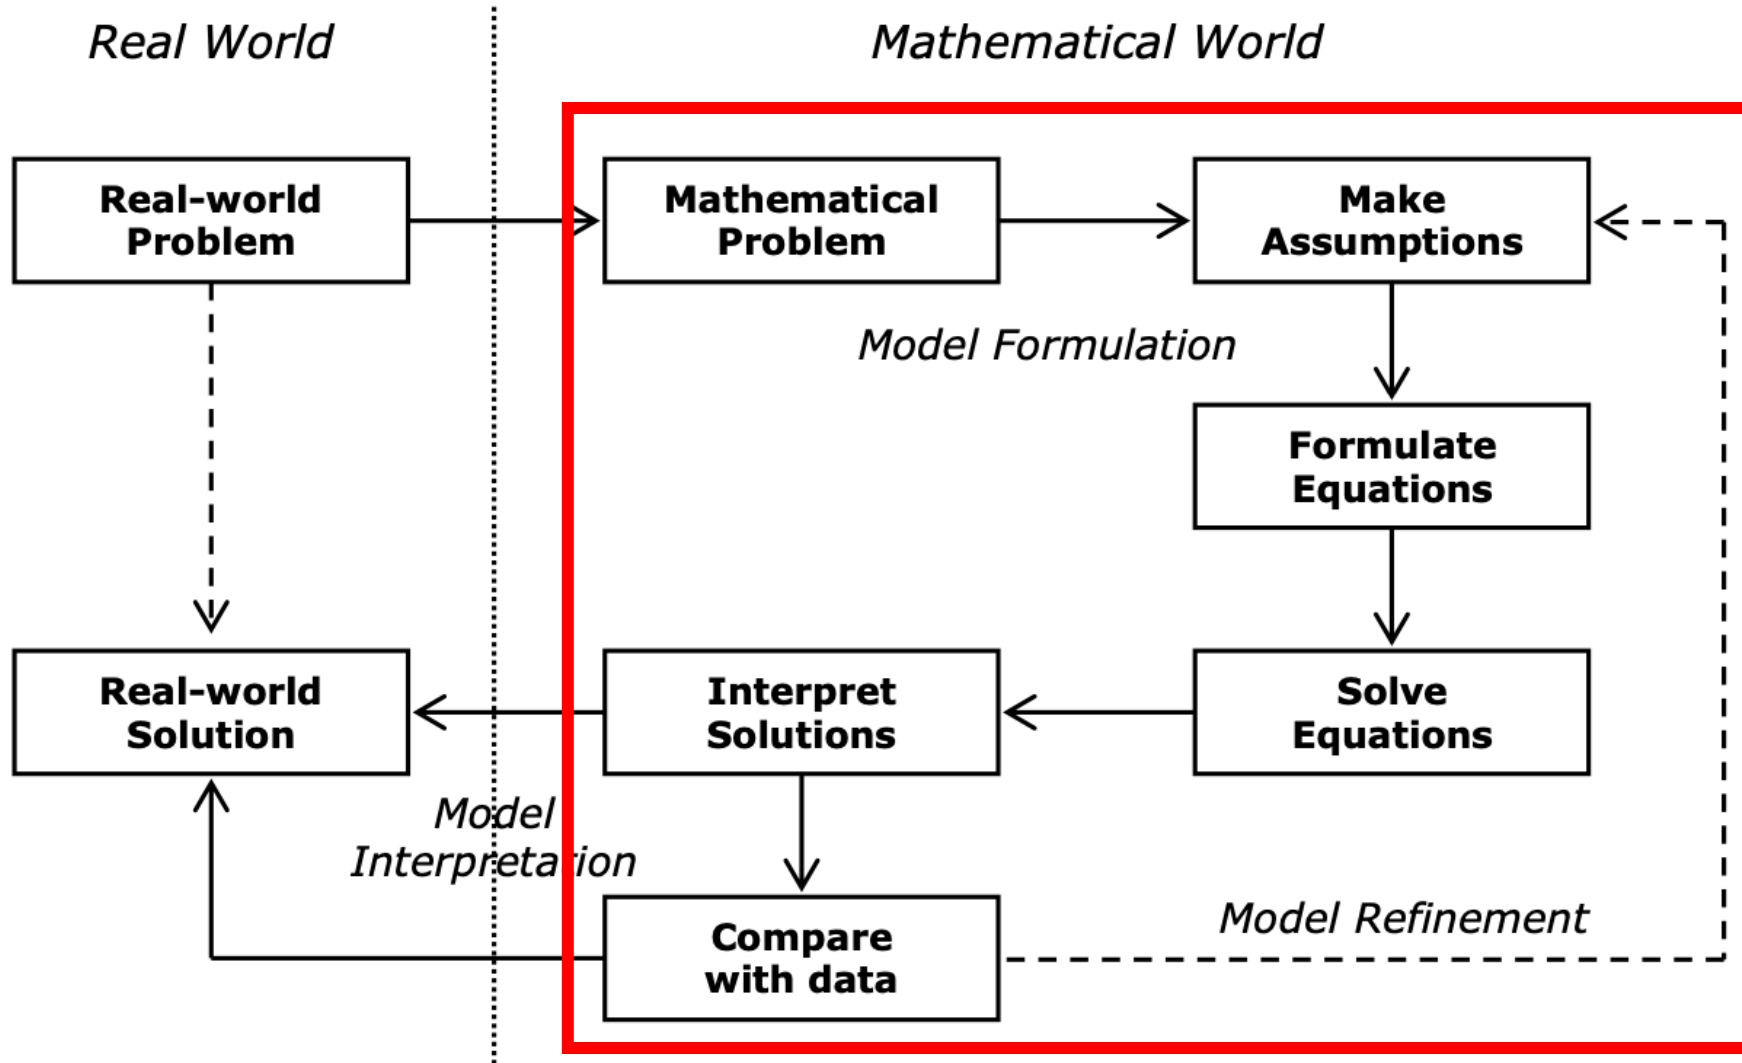 Real World
Mathematical World
Real-world
Problem
Mathematical
Problem
Make
Assumptions
Model Formulation
Formulate
Equations
Real-world
Solution
Interpret
Solutions
Solve
Equations
Model
Interpretation
Compare
with data
Model Refinement